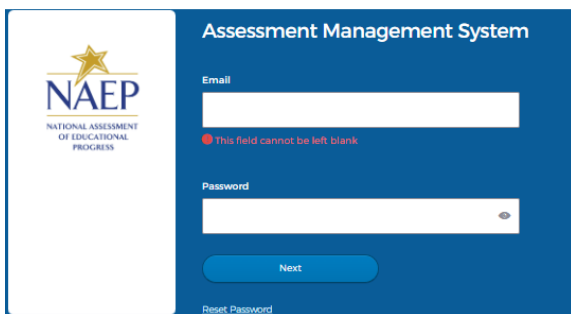 NAEP
NATIONAL ASSESSMENT
OF EDUCATIONAL
PROGRESS
Assessment Management System
Email
This field cannot be left blank
Password
Next
Reset Password